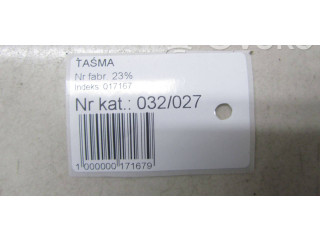 TAŚMA
Nr fabr. 23%
Indeks: 017167
Nr kat.: 032/027
1 000000 171679